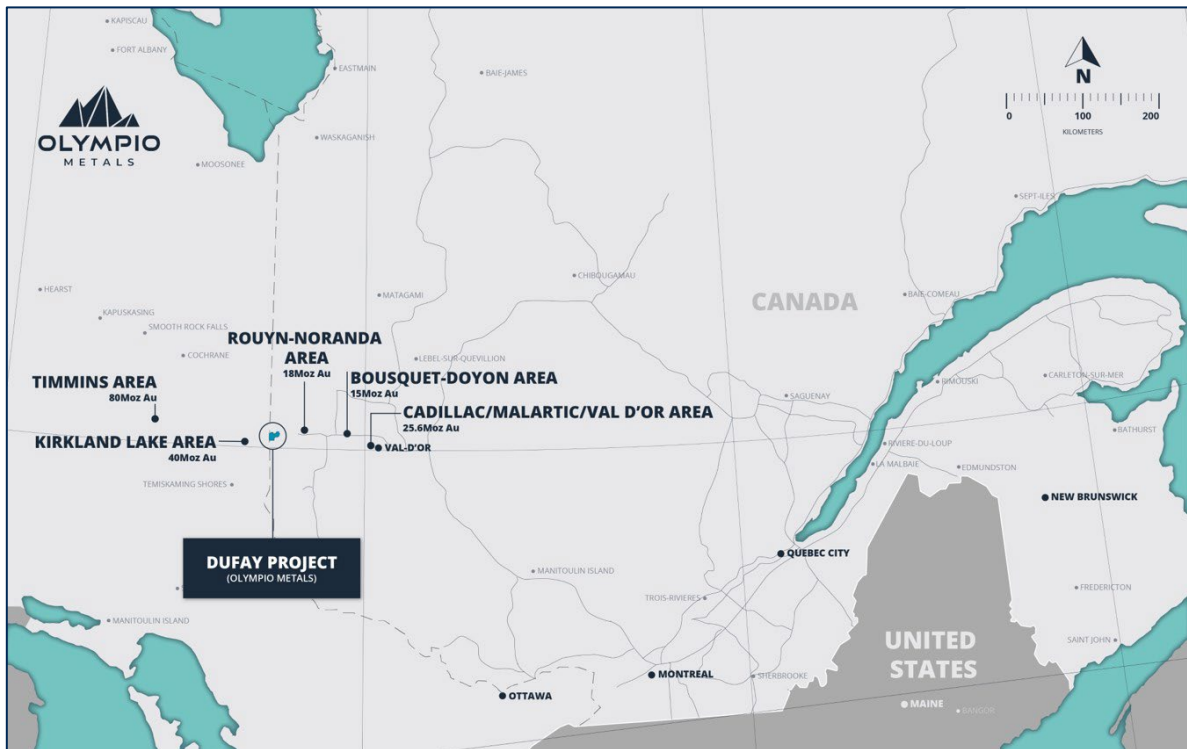 KAPISCAU
FORT ALBANY
EASTMAIN
BAIE-JAMES
N
0 100 200
KILOMETERS
OLYMPIO
METALS
WASKAGANISH
MOOSONEE
SEPT-ILES
CHIBOUGAMAU
HEARST
MATAGAMI
CANADA
BAIE-COMEAU
KAPUSKASING
SMOOTH ROCK FALLS
COCHRANE
ROUYN-NORANDA
AREA
18Moz Au
LEBEL-SUR-QUEVILLION
TIMMINS AREA
80Moz Au
BOUSQUET-DOYON AREA
15Moz Au
RIMOUSKI
CARLETON-SUR-MER
SAGUENAY
CADILLAC/MALARTIC/VAL D'OR AREA
25.6Moz Au
BATHURST
KIRKLAND LAKE AREA
40Moz Au
VAL-D'OR
RIVIERE-DU-LOUP
LA MALBAIE
EDMUNDSTON
TEMISKAMING SHORES
NEW BRUNSWICK
DUFAY PROJECT
(OLYMPIO METALS)
QUEBEC CITY
MANITOULIN ISLAND
TROIS-RIVIERES
FREDERICTON
MANITOULIN ISLAND
UNITED
STATES
SAINT JOHN
MONTREAL
SHERBROOKE
OTTAWA
MAINE
BANGOR